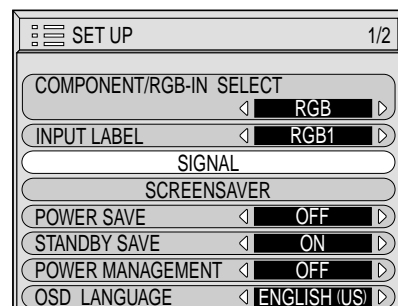 SET UP 1/2
COMPONENT/RGB-IN SELECT
RGB
INPUT LABEL RGB1
SIGNAL
SCREENSAVER
POWER SAVE OFF
STANDBY SAVE ON
POWER MANAGEMENT OFF
OSD LANGUAGE ENGLISH (US)